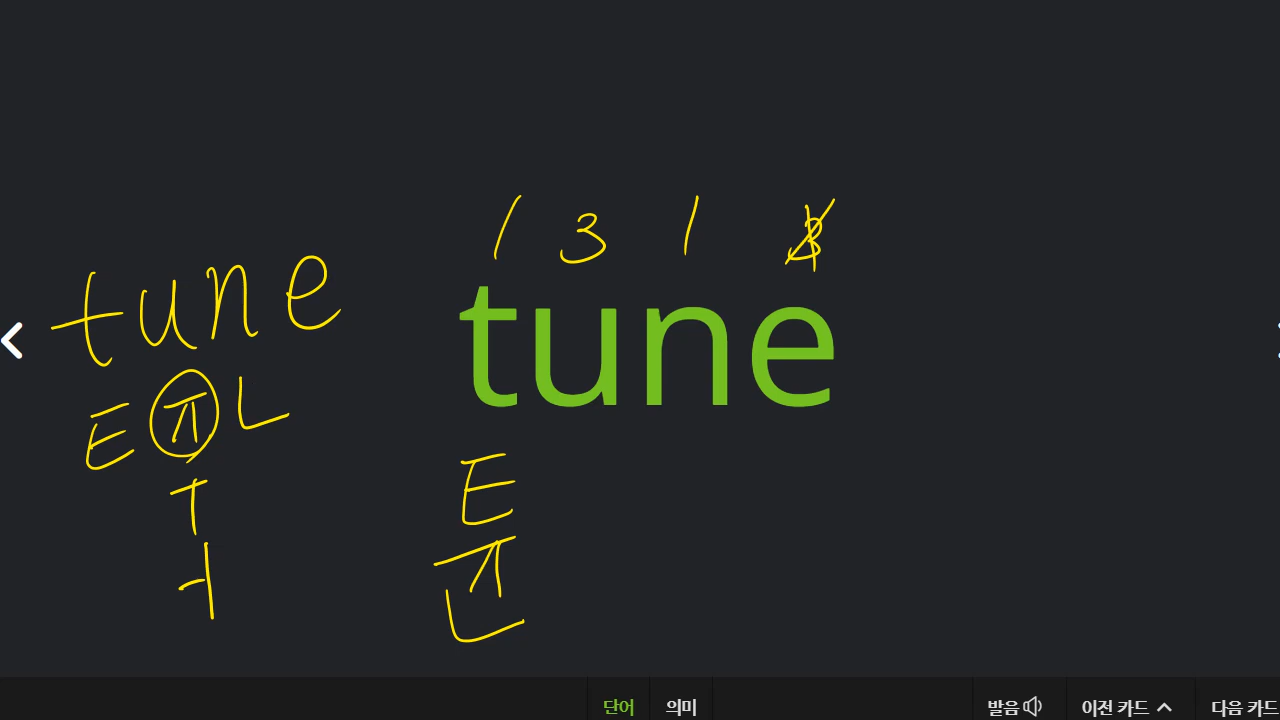 1 3 1
tune tune
ㅌ ㅠ ㄴ
ㅜ
ㅓ
ㅌ
ㅠ
ㄴ
단어 의미 발음 이전 카드 다음 카드